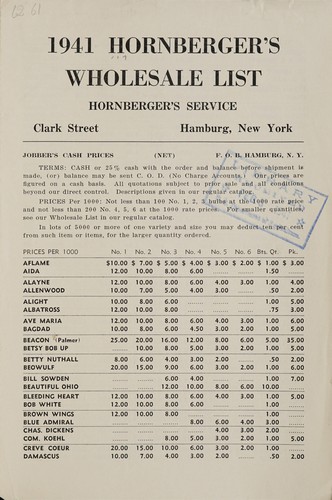 12 61
1941 HORNBERGER'S
WHOLESALE LIST
HORNBERGER'S SERVICE
Clark Street Hamburg, New York
JOBBER'S CASH PRICES (NET) F. O. B. HAMBURG, N. Y.
TERMS: CASH or 25% cash with the order and balance before shipment is
made, (or) balance may be sent C. O. D. (No Charge Accounts.) Our prices are
figured on a cash basis. All quotations subject to prior sale and all conditions
beyond our direct control. Descriptions given in our regular catalog.
PRICES Per 1000: Not less than 100 No. 1, 2, 3 bulbs at the 1000 rate price
and not less than 200 No. 4, 5, 6 at the 1000 rate prices. For smaller quantities,
see our Wholesale List in our regular catalog.
In lots of 5000 or more of one variety and size you may deduct ten per cent
from such item or items, for the larger quantity ordered.
PRICES PER 1000 No. 1 No. 2 No. 3 No. 4 No. 5 No. 6 Bts. Qt. Pk.
AFLAME $10.00 $ 7.00 $ 5.00 $ 4.00 $ 3.00 $ 2.00 $ 1.00 $ 3.00
AIDA 12.00 10.00 8.00 6.00 ........ ........ 1.50 ........
ALAYNE 12.00 10.00 8.00 6.00 4.00 3.00 1.00 4.00
ALLENWOOD 10.00 7.00 5.00 4.00 3.00 ........ .50 2.00
ALIGHT 10.00 8.00 6.00 ........ ........ ........ 1.00 5.00
ALBATROSS 12.00 10.00 8.00 ........ ........ ........ .75 3.00
AVE MARIA 12.00 10.00 8.00 6.00 4.00 3.00 1.00 6.00
BAGDAD 10.00 8.00 6.00 4.50 3.00 2.00 1.00 5.00
BEACON (Palmer) 25.00 20.00 16.00 12.00 8.00 6.00 5.00 35.00
BETSY BOB UP ........ 10.00 8.00 5.00 3.00 2.00 1.00 5.00
BETTY NUTHALL 8.00 6.00 4.00 3.00 2.00 ........ .50 2.00
BEOWULF 20.00 15.00 9.00 6.00 3.00 2.00 1.00 6.00
BILL SOWDEN ........ ........ 6.00 4.00 ........ ........ 1.00 7.00
BEAUTIFUL OHIO ........ ........ 12.00 10.00 8.00 6.00 10.00 ........
BLEEDING HEART 12.00 10.00 8.00 6.00 4.00 3.00 1.00 5.00
BOB WHITE 12.00 10.00 8.00 6.00 ........ ........ 1.00 ........
BROWN WINGS 12.00 10.00 8.00 ........ ........ ........ 1.00 ........
BLUE ADMIRAL ........ ........ ........ 8.00 6.00 4.00 3.00 ........
CHAS. DICKENS ........ ........ ........ ........ 3.00 2.00 2.00 ........
COM. KOEHL ........ ........ 8.00 5.00 3.00 2.00 1.00 5.00
CREVE COEUR 20.00 15.00 10.00 6.00 3.00 2.00 1.00 ........
DAMASCUS 10.00 7.00 4.00 3.00 2.00 ........ .50 2.00